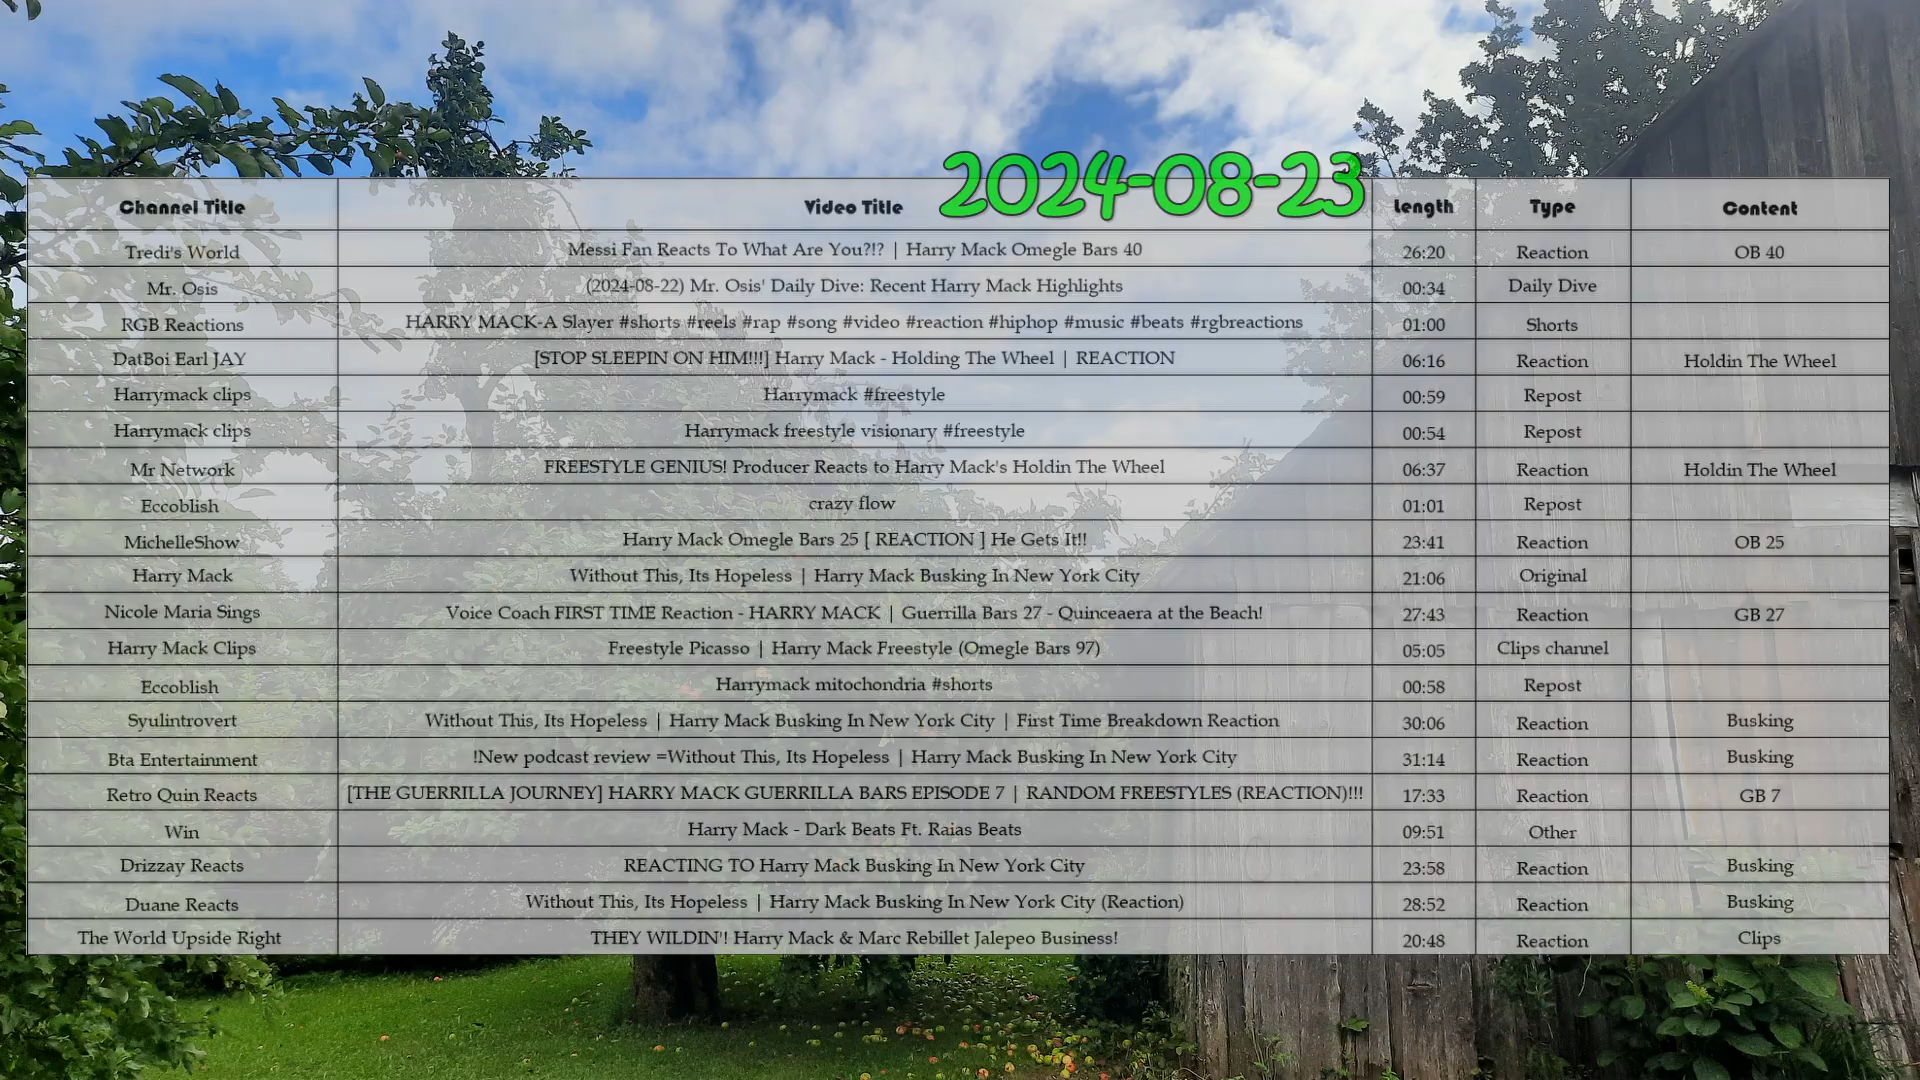 2024-08-23
Channel Title Video Title Length Type Content
Tredi's World Messi Fan Reacts To What Are You?!? | Harry Mack Omegle Bars 40 26:20 Reaction OB 40
Mr. Osis (2024-08-22) Mr. Osis' Daily Dive: Recent Harry Mack Highlights 00:34 Daily Dive
RGB Reactions HARRY MACK-A Slayer #shorts #reels #rap #song #video #reaction #hiphop #music #beats #rgbreactions 01:00 Shorts
DatBoi Earl JAY [STOP SLEEPIN ON HIM!!!] Harry Mack - Holding The Wheel | REACTION 06:16 Reaction Holdin The Wheel
Harrymack clips Harrymack #freestyle 00:59 Repost
Harrymack clips Harrymack freestyle visionary #freestyle 00:54 Repost
Mr Network FREESTYLE GENIUS! Producer Reacts to Harry Mack's Holdin The Wheel 06:37 Reaction Holdin The Wheel
Eccoblish crazy flow 01:01 Repost
MichelleShow Harry Mack Omegle Bars 25 [ REACTION ] He Gets It!! 23:41 Reaction OB 25
Harry Mack Without This, Its Hopeless | Harry Mack Busking In New York City 21:06 Original
Nicole Maria Sings Voice Coach FIRST TIME Reaction - HARRY MACK | Guerrilla Bars 27 - Quinceaera at the Beach! 27:43 Reaction GB 27
Harry Mack Clips Freestyle Picasso | Harry Mack Freestyle (Omegle Bars 97) 05:05 Clips channel
Eccoblish Harrymack mitochondria #shorts 00:58 Repost
Syulintrovert Without This, Its Hopeless | Harry Mack Busking In New York City | First Time Breakdown Reaction 30:06 Reaction Busking
Bta Entertainment !New podcast review =Without This, Its Hopeless | Harry Mack Busking In New York City 31:14 Reaction Busking
Retro Quin Reacts [THE GUERRILLA JOURNEY] HARRY MACK GUERRILLA BARS EPISODE 7 | RANDOM FREESTYLES (REACTION)!!! 17:33 Reaction GB 7
Win Harry Mack - Dark Beats Ft. Raias Beats 09:51 Other
Drizzay Reacts REACTING TO Harry Mack Busking In New York City 23:58 Reaction Busking
Duane Reacts Without This, Its Hopeless | Harry Mack Busking In New York City (Reaction) 28:52 Reaction Busking
The World Upside Right THEY WILDIN'! Harry Mack & Marc Rebillet Jalepeo Business! 20:48 Reaction Clips